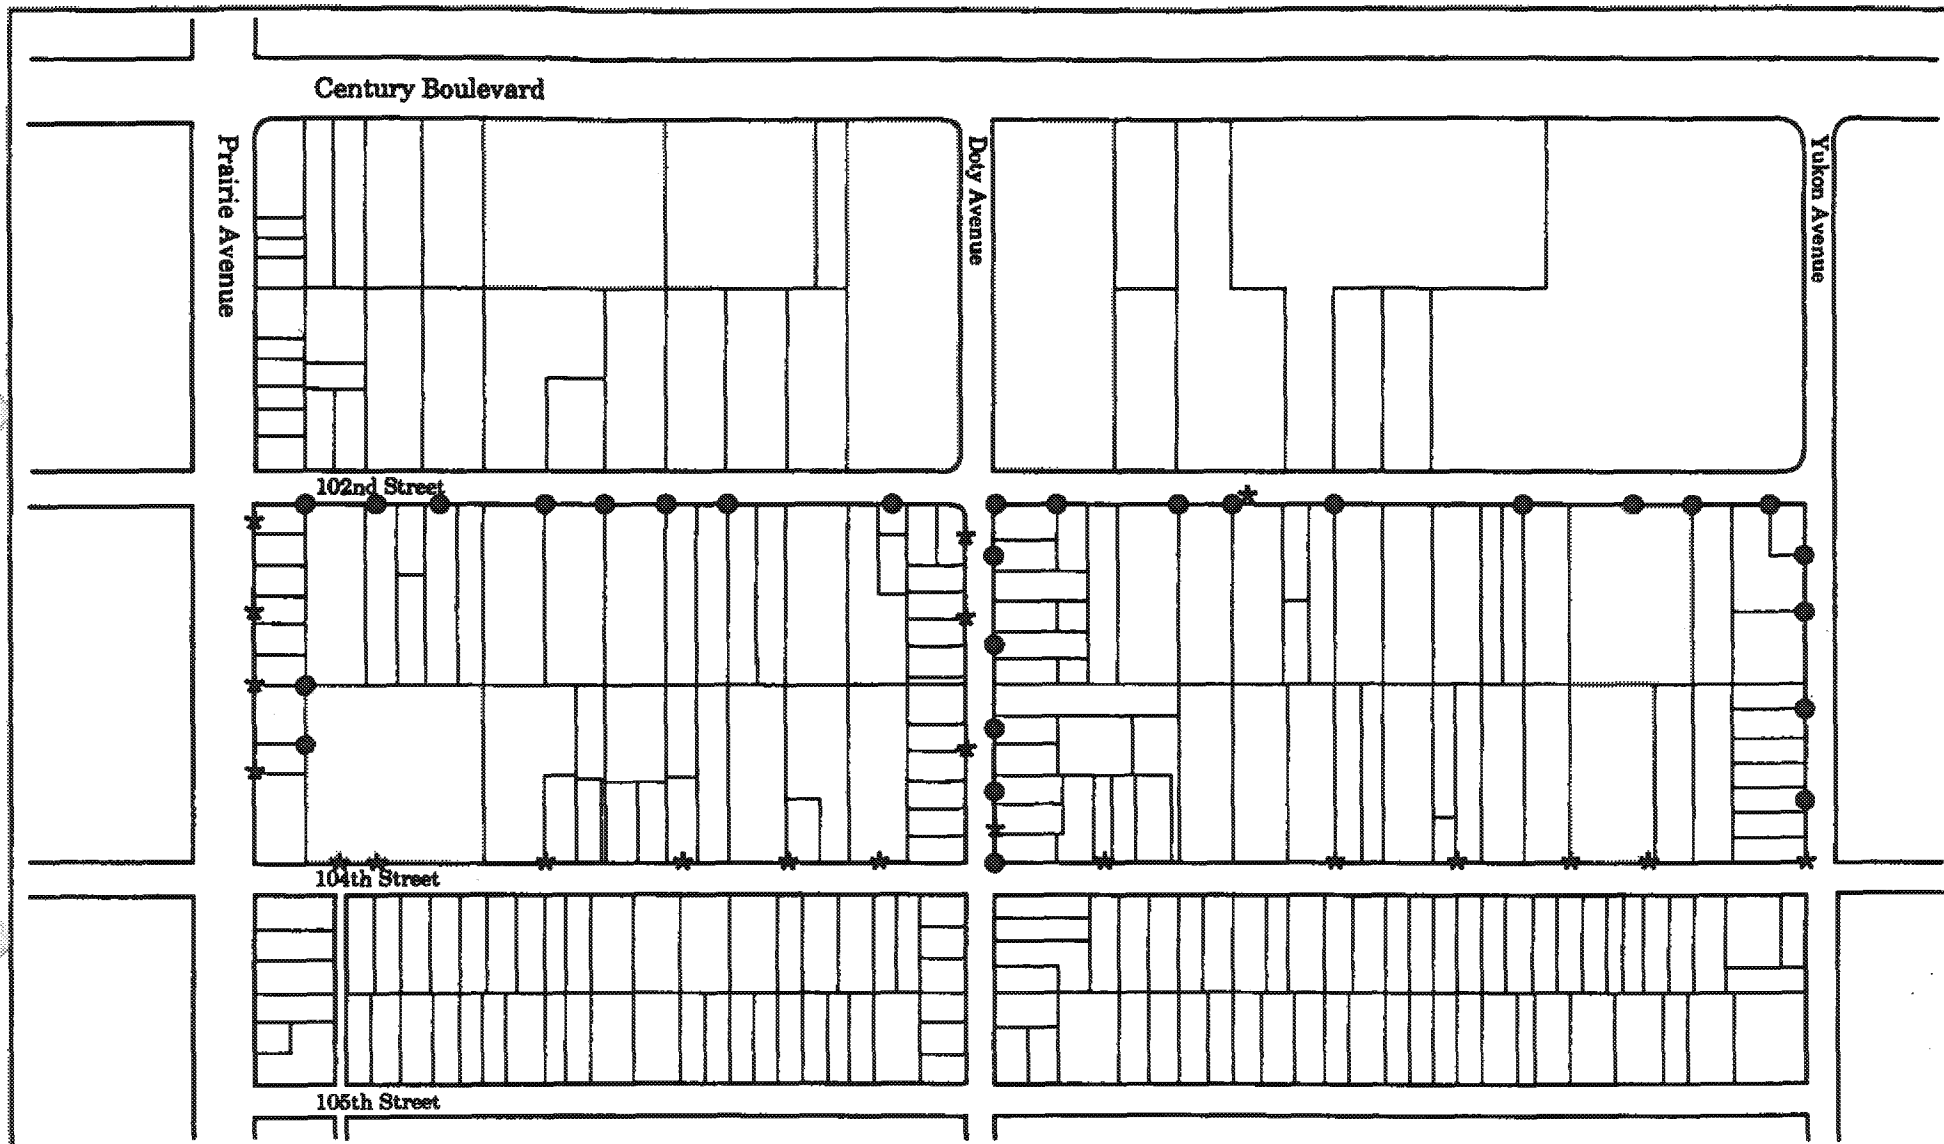 Century Boulevard
Prairie Avenue
Doty Avenue
Yukon Avenue
102nd Street
104th Street
105th Street